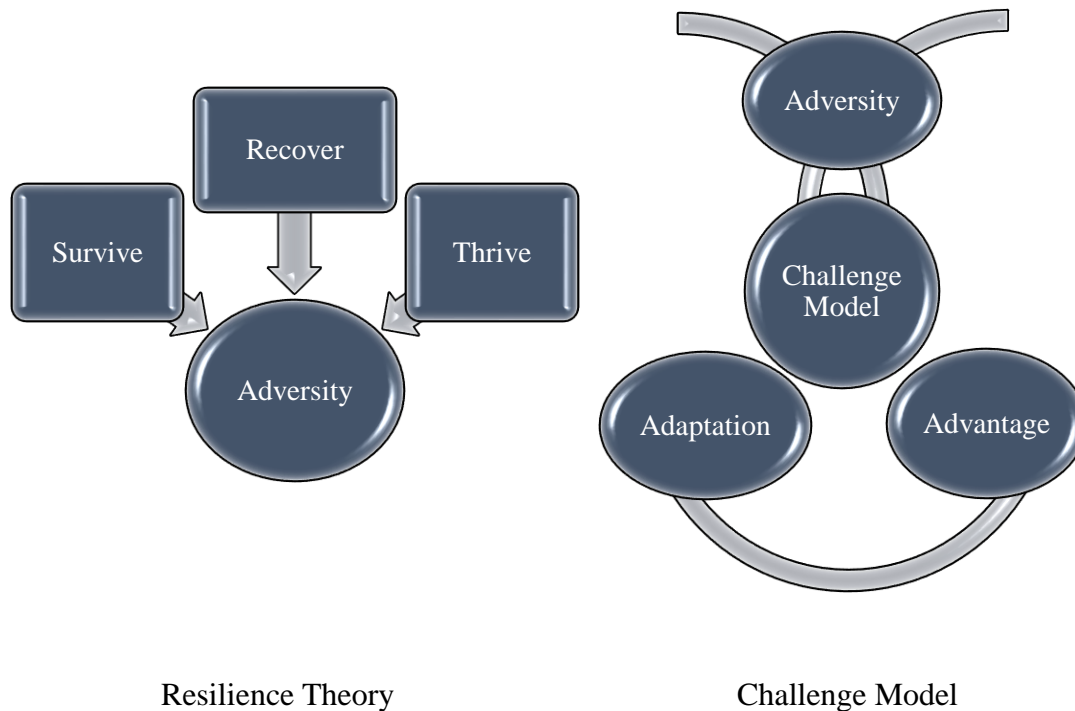 Recover
Survive
Thrive
Adversity
Resilience Theory
Adversity
Challenge
Model
Adaptation
Advantage
Challenge Model